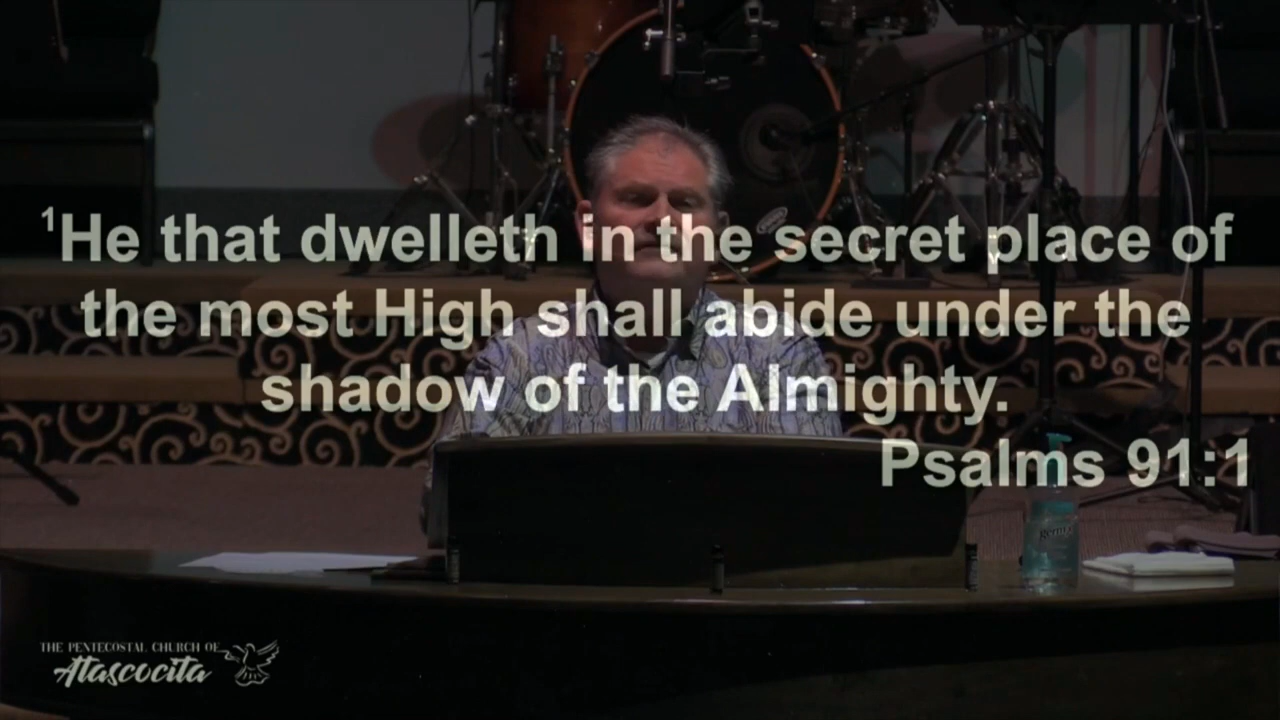 ¹He that dwelleth in the secret place of
the most High shall abide under the
shadow of the Almighty.
Psalms 91:1
germ
THE PENTECOSTAL CHURCH OF
Atascocita